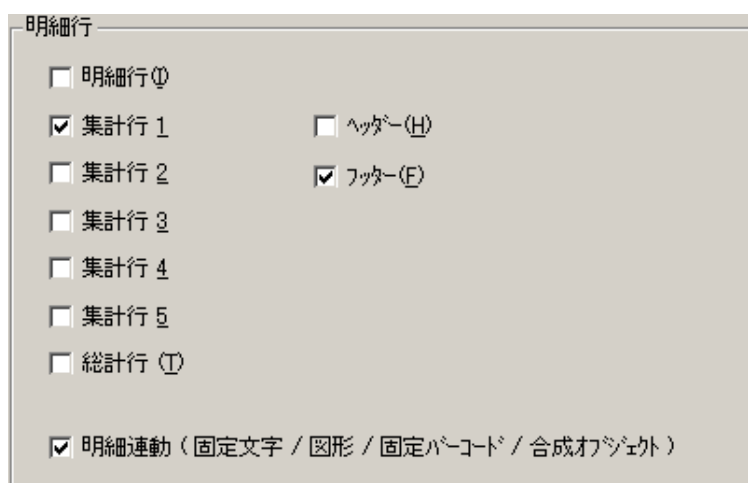 明細行
明細行(I)
集計行 1 ヘッダー(H)
集計行 2 フッター(F)
集計行 3
集計行 4
集計行 5
総計行 (T)
明細連動 ( 固定文字 / 図形 / 固定バーコード / 合成オブジェクト )